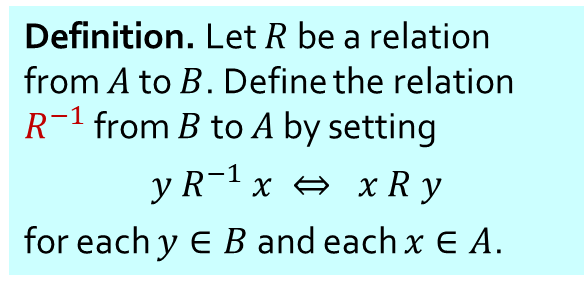 Definition. Let R be a relation
from A to B. Define the relation
R⁻¹ from B to A by setting
y R⁻¹ x ⇔ x R y
for each y ∈ B and each x ∈ A.